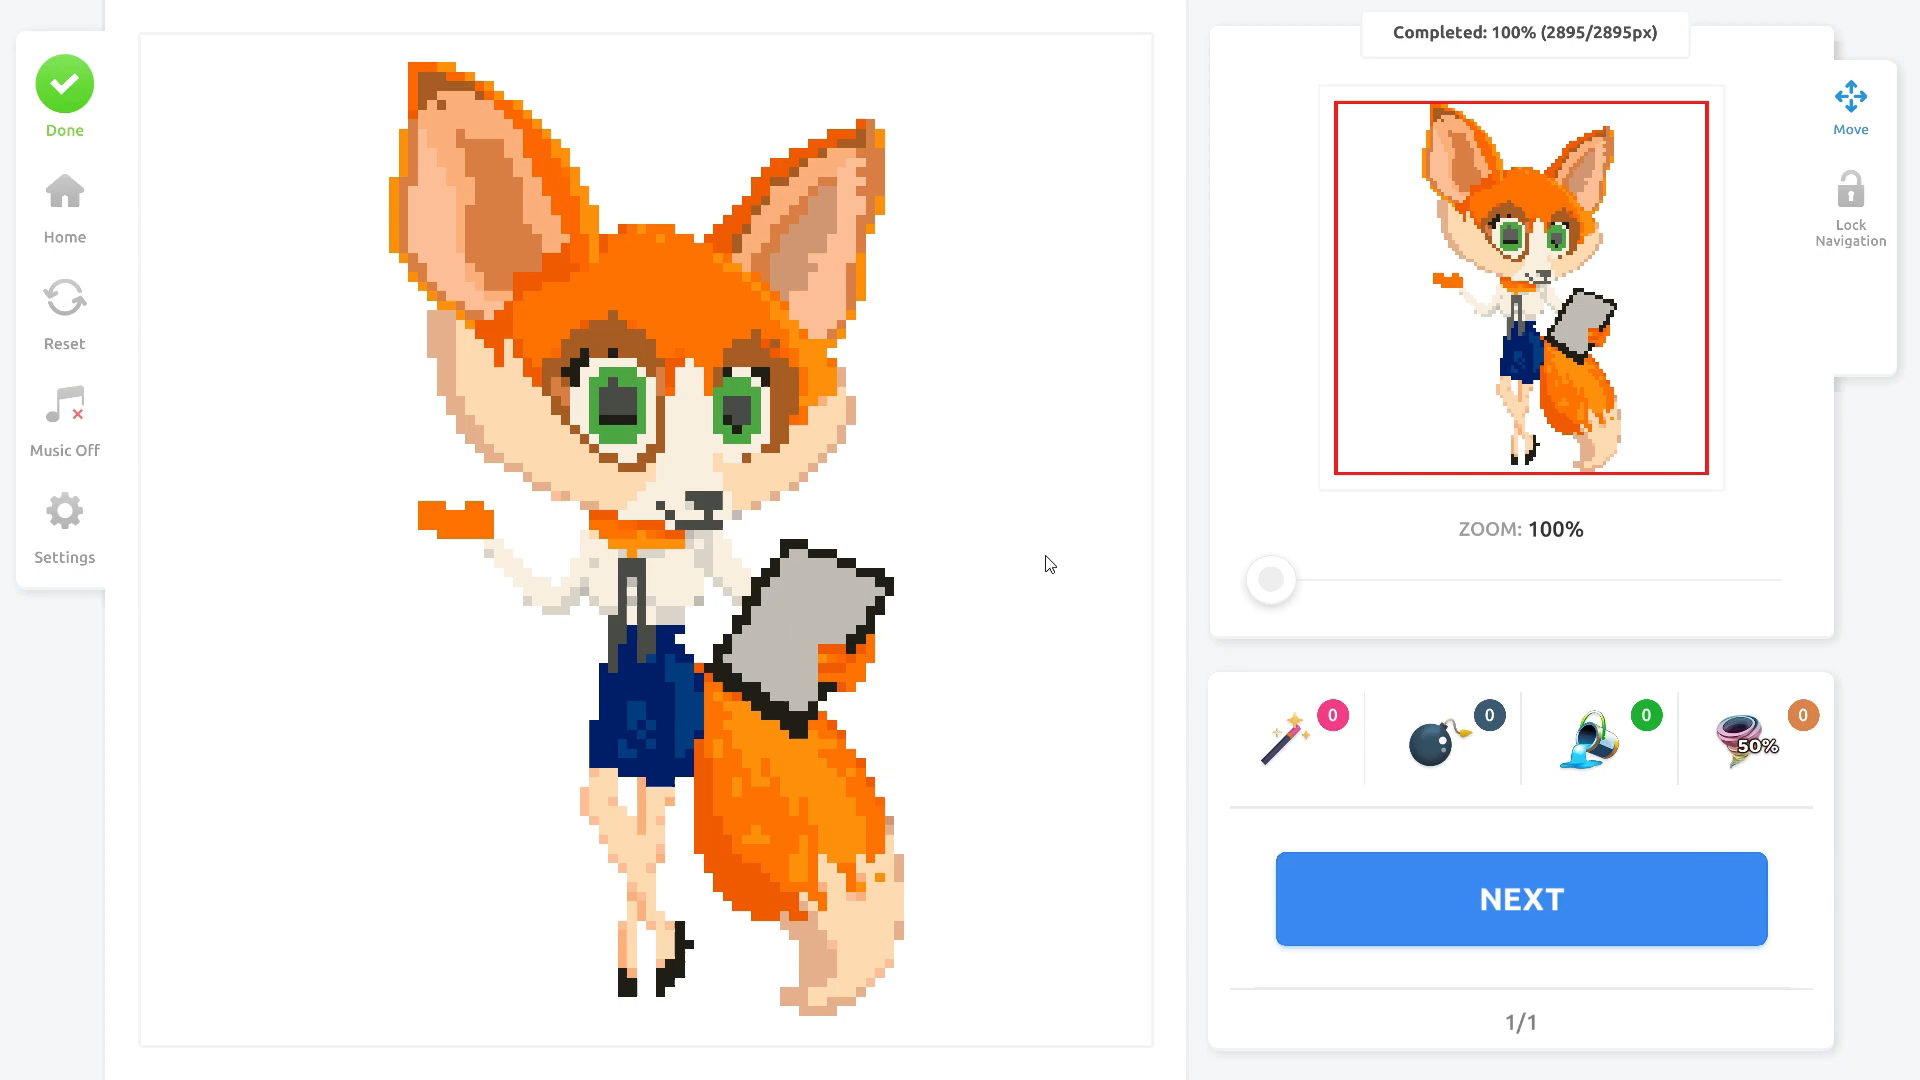 Completed: 100% (2895/2895px)
Done
Home
Reset
Music Off
Settings
Move
Lock
Navigation
ZOOM: 100%
0
0
0
0
50%
NEXT
1/1